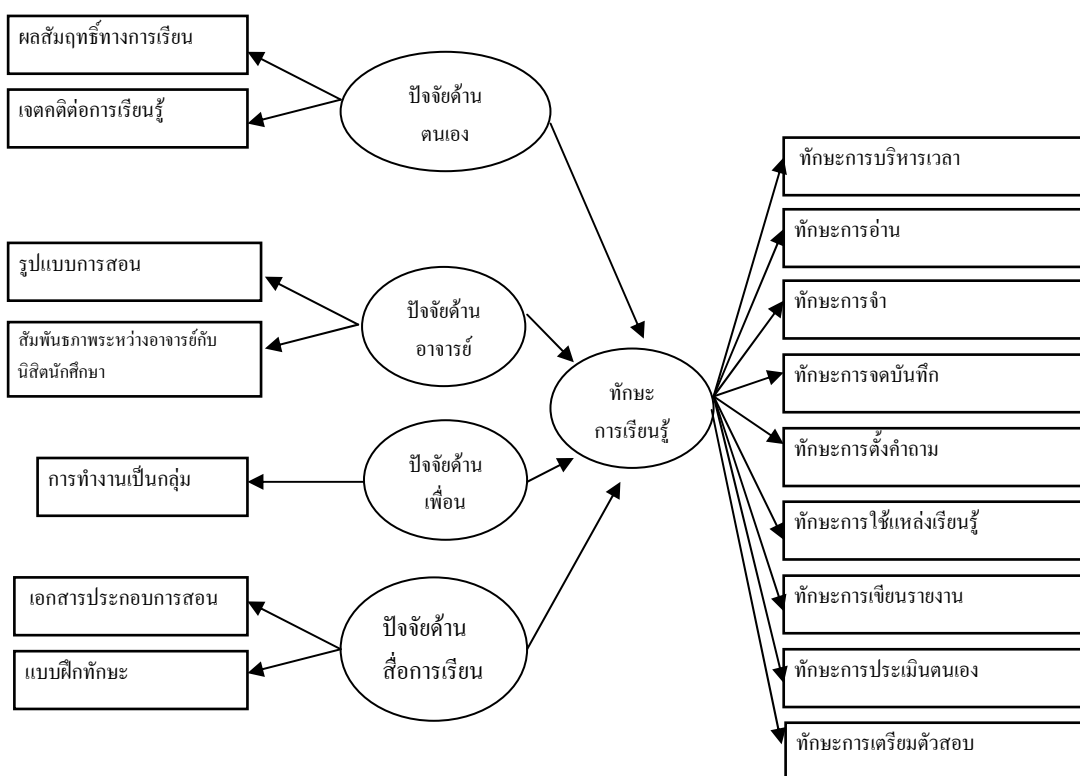 ผลสัมฤทธิ์ทางการเรียน
เจตคติต่อการเรียนรู้
ปัจจัยด้าน
ตนเอง
รูปแบบการสอน
สัมพันธภาพระหว่างอาจารย์กับ
นิสิตนักศึกษา
ปัจจัยด้าน
อาจารย์
การทำงานเป็นกลุ่ม
ปัจจัยด้าน
เพื่อน
เอกสารประกอบการสอน
แบบฝึกทักษะ
ปัจจัยด้าน
สื่อการเรียน
ทักษะ
การเรียนรู้
ทักษะการบริหารเวลา
ทักษะการอ่าน
ทักษะการจำ
ทักษะการจดบันทึก
ทักษะการตั้งคำถาม
ทักษะการใช้แหล่งเรียนรู้
ทักษะการเขียนรายงาน
ทักษะการประเมินตนเอง
ทักษะการเตรียมตัวสอบ